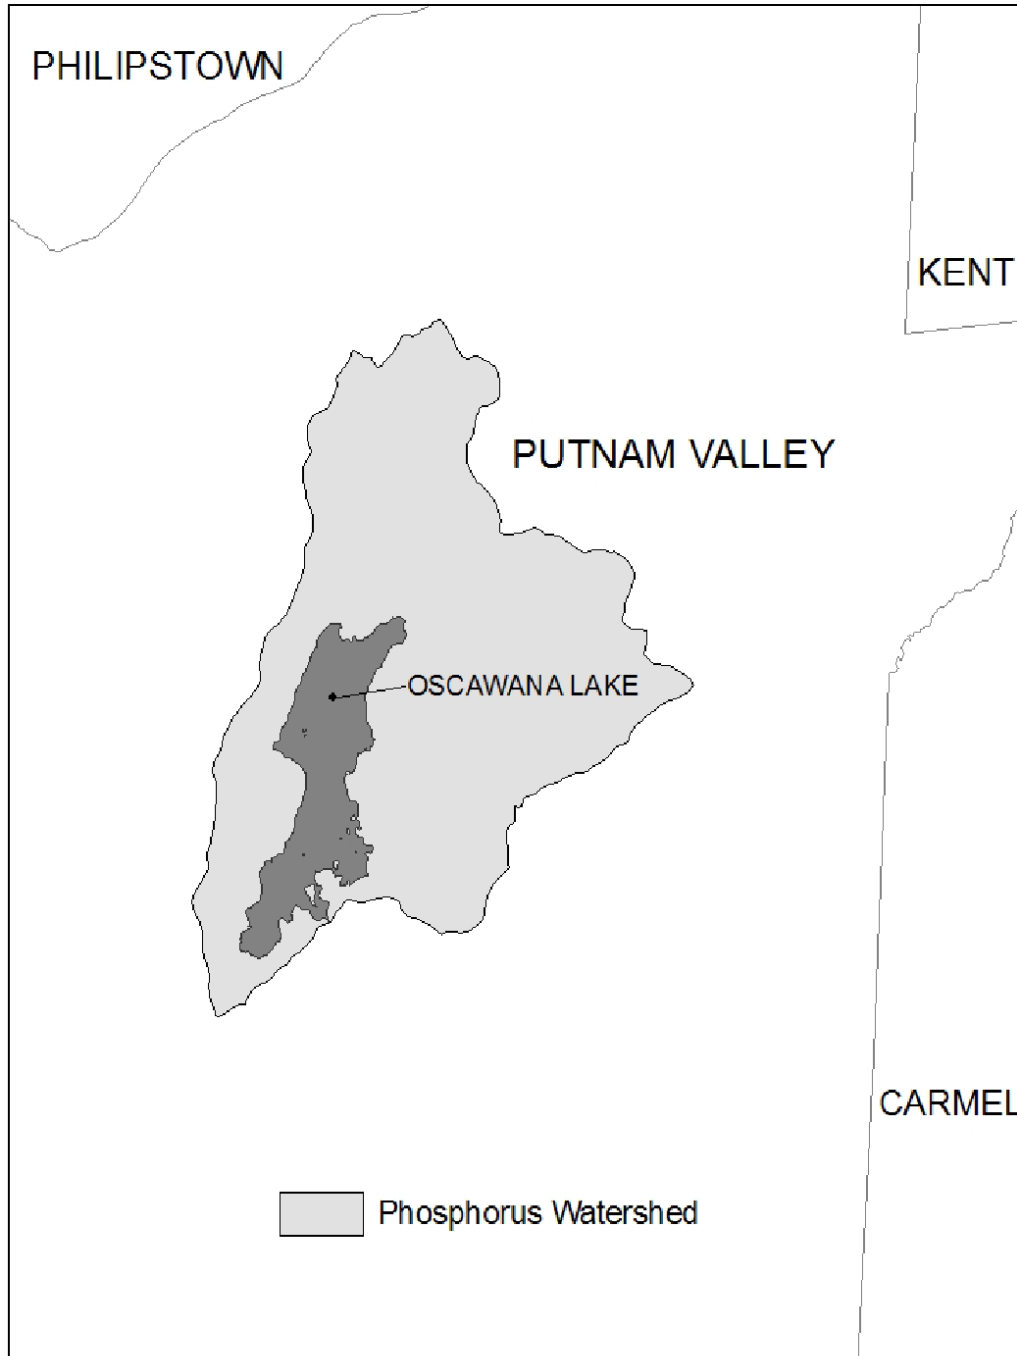 PHILIPSTOWN
KENT
PUTNAM VALLEY
OSCAWANA LAKE
CARMEL
Phosphorus Watershed